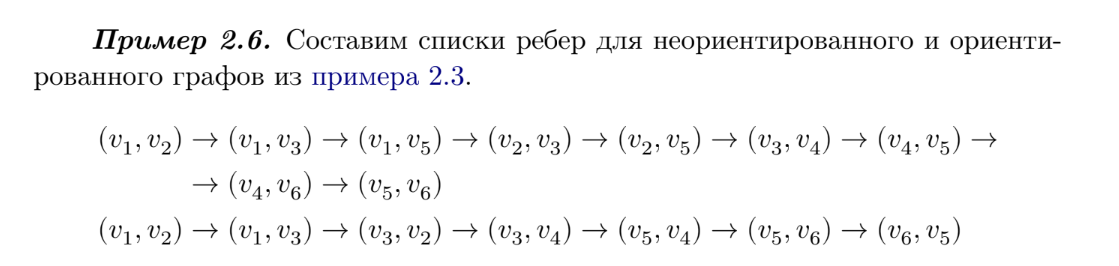 Пример 2.6. Составим списки ребер для неориентированного и ориенти-
рованного графов из примера 2.3.
(v₁, v₂) → (v₁, v₃) → (v₁, v₅) → (v₂, v₃) → (v₂, v₅) → (v₃, v₄) → (v₄, v₅) →
→ (v₄, v₆) → (v₅, v₆)
(v₁, v₂) → (v₁, v₃) → (v₃, v₂) → (v₃, v₄) → (v₅, v₄) → (v₅, v₆) → (v₆, v₅)